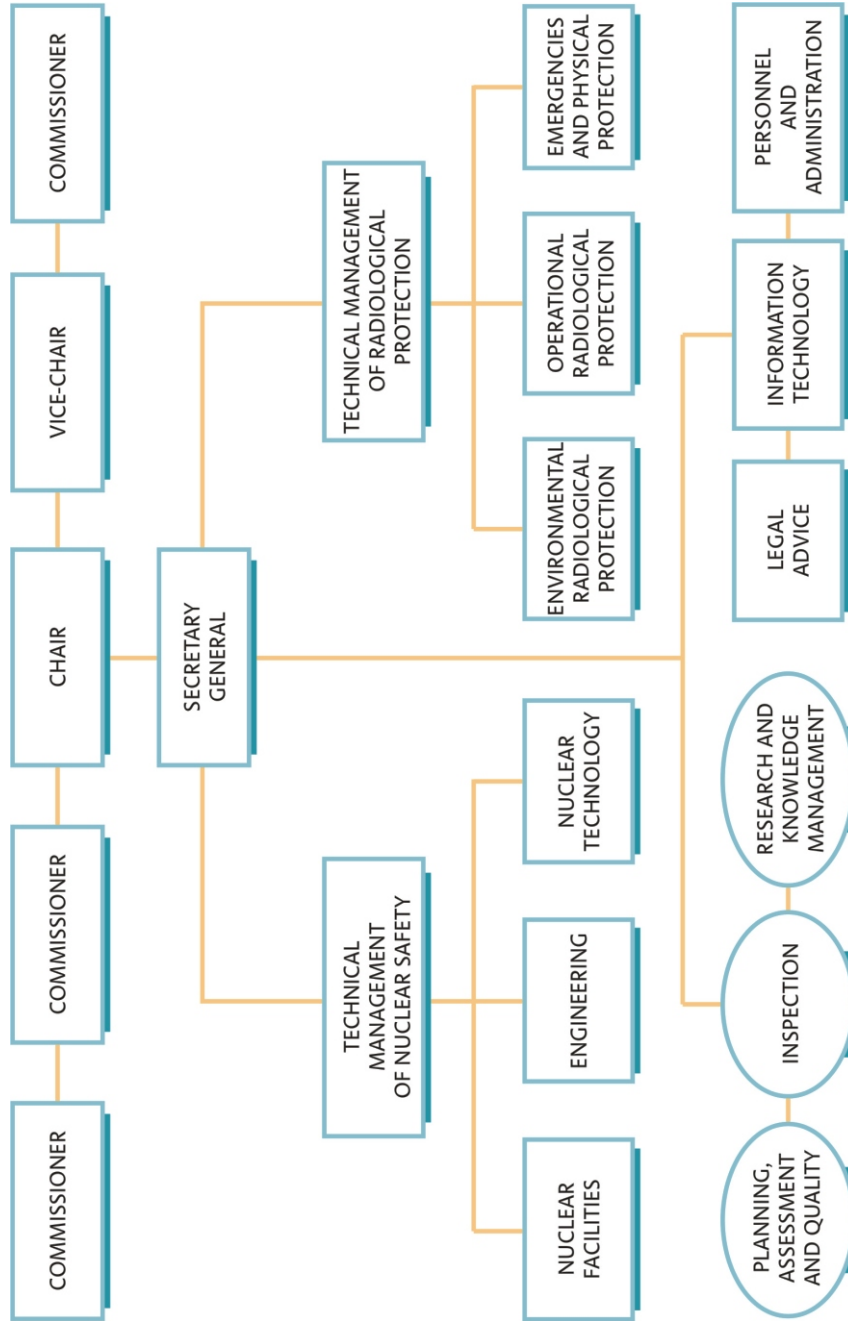 COMMISSIONER
COMMISSIONER
CHAIR
VICE-CHAIR
COMMISSIONER
SECRETARY
GENERAL
TECHNICAL
MANAGEMENT
OF NUCLEAR SAFETY
TECHNICAL MANAGEMENT
OF RADIOLOGICAL
PROTECTION
NUCLEAR
FACILITIES
ENGINEERING
NUCLEAR
TECHNOLOGY
ENVIRONMENTAL
RADIOLOGICAL
PROTECTION
OPERATIONAL
RADIOLOGICAL
PROTECTION
EMERGENCIES
AND PHYSICAL
PROTECTION
PLANNING,
ASSESSMENT
AND QUALITY
INSPECTION
RESEARCH AND
KNOWLEDGE
MANAGEMENT
LEGAL
ADVICE
INFORMATION
TECHNOLOGY
PERSONNEL
AND
ADMINISTRATION